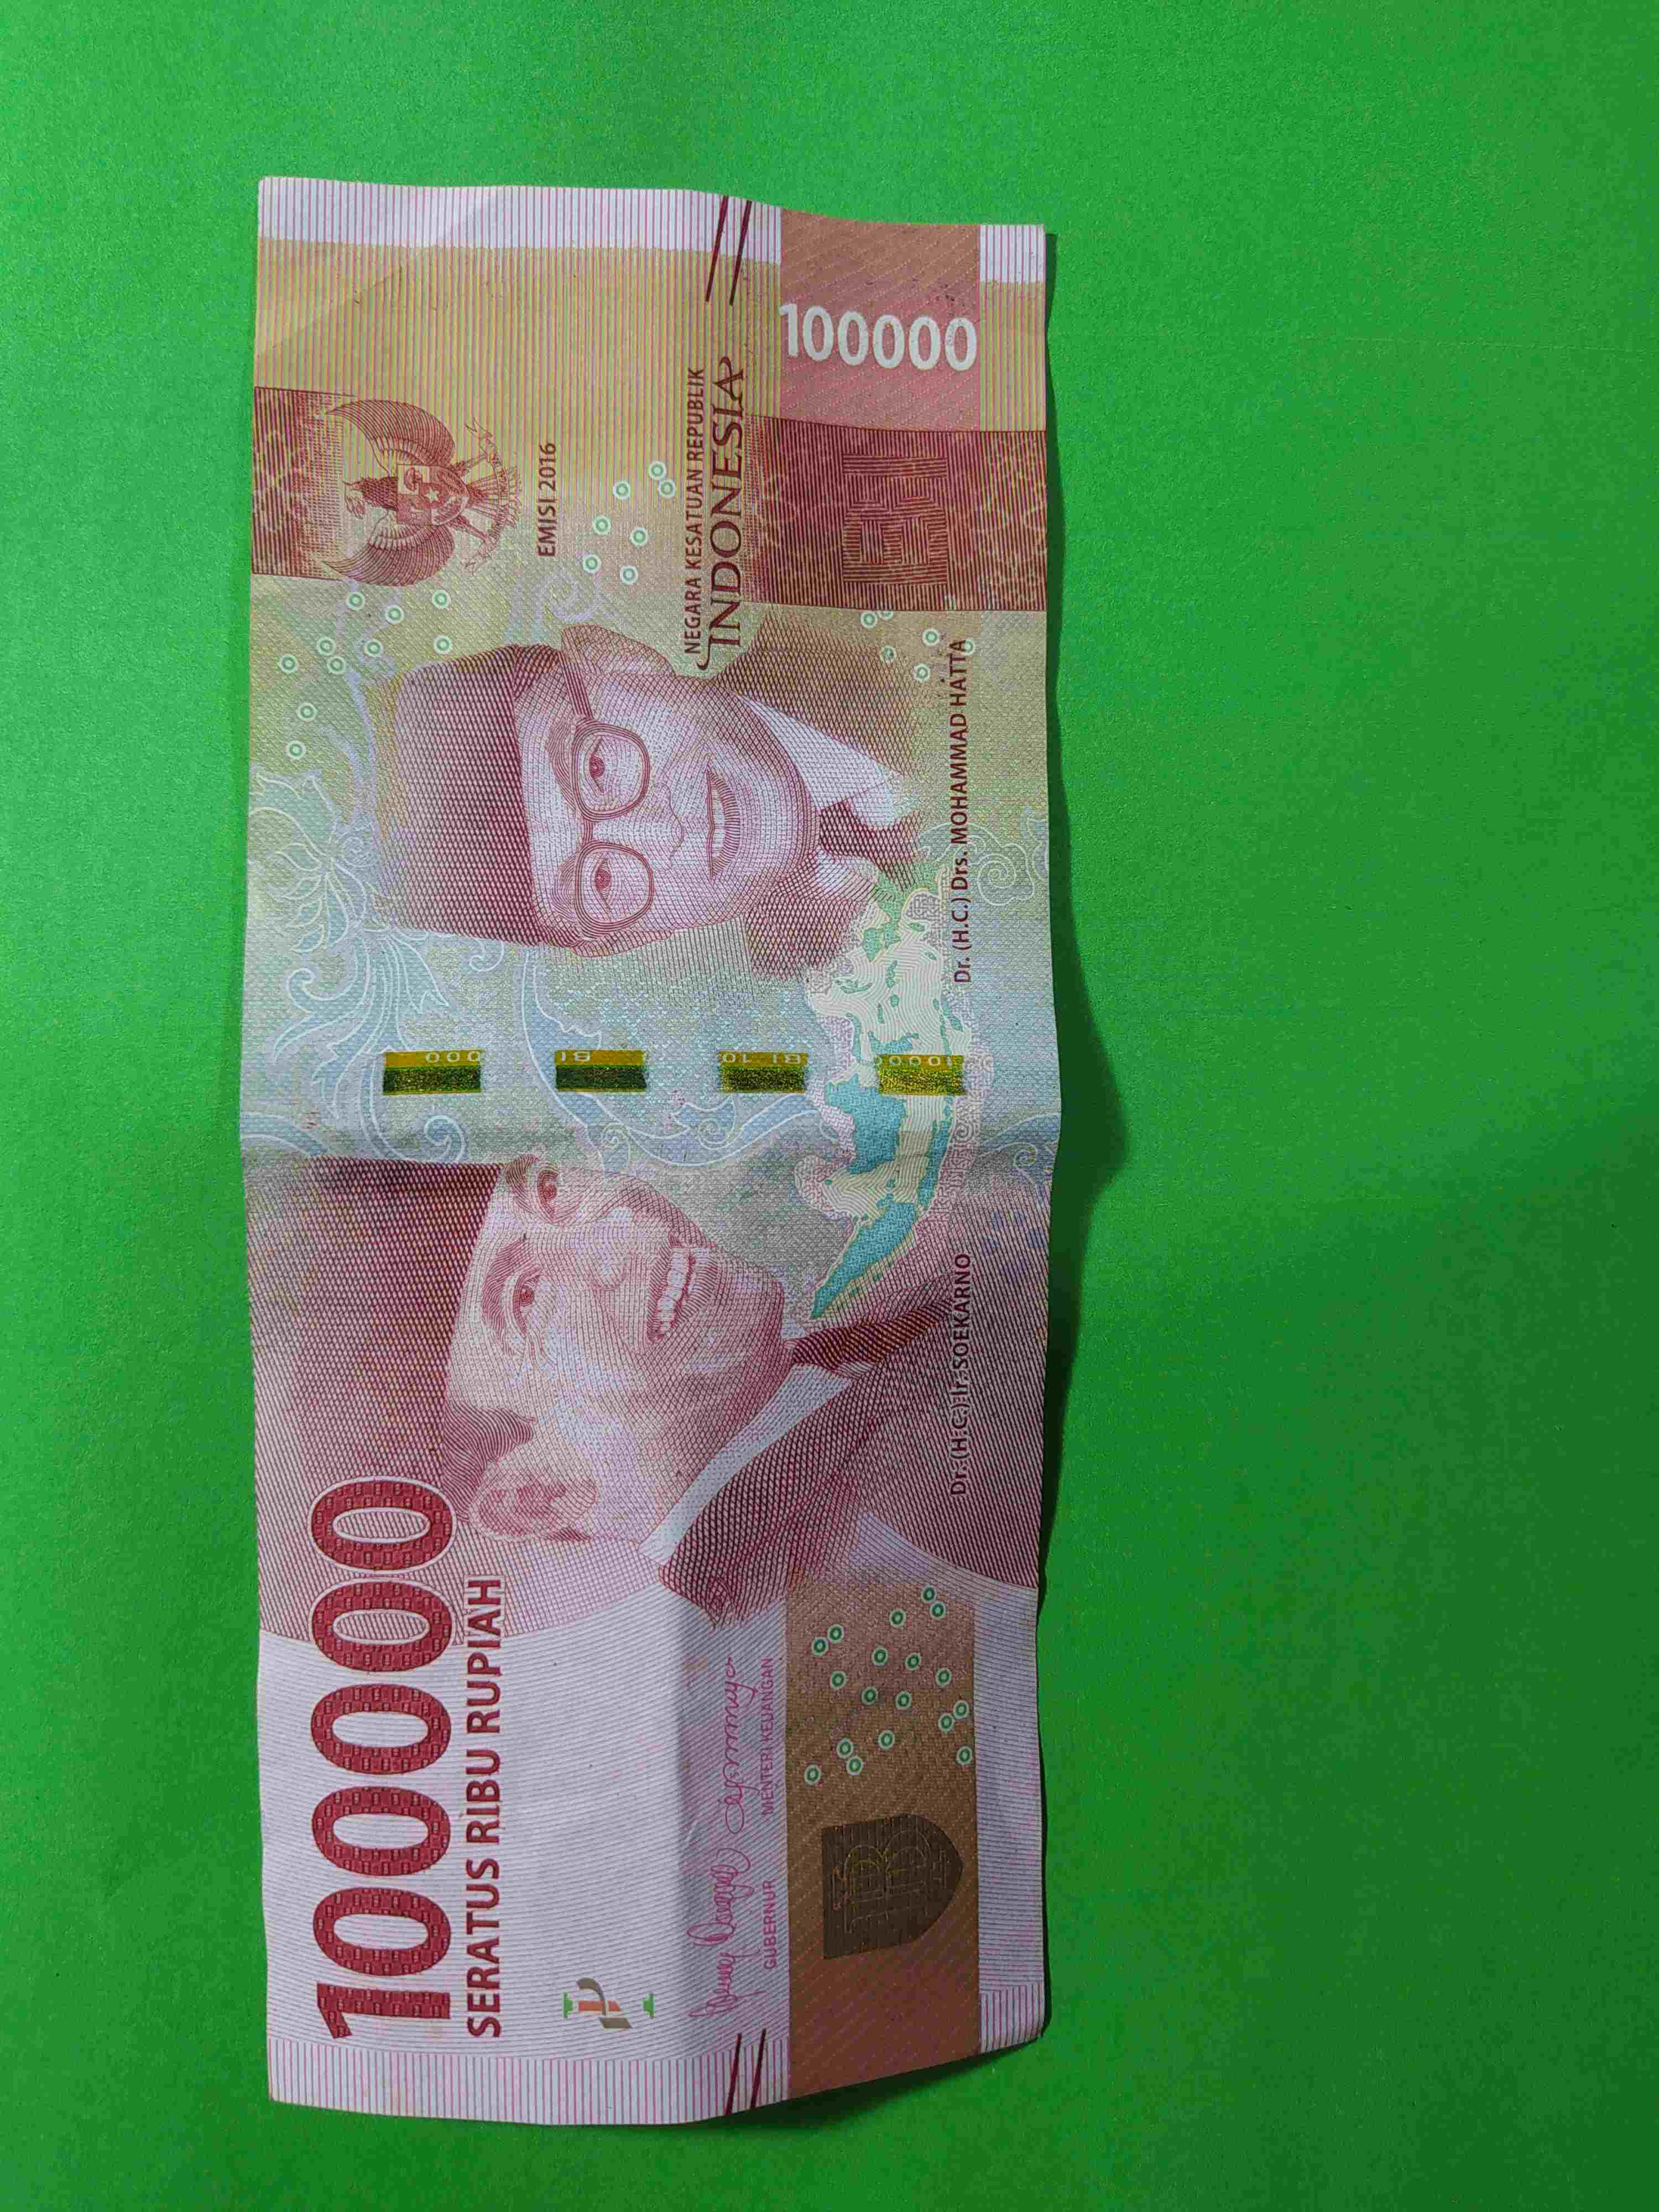 100000
SERATUS RIBU RUPIAH
GUBERNUR
MENTERI KEUANGAN
Dr. (H.C.) Ir. SOEKARNO
Dr. (H.C.) Drs. MOHAMMAD HATTA
EMISI 2016
NEGARA KESATUAN REPUBLIK
INDONESIA
100000
BI